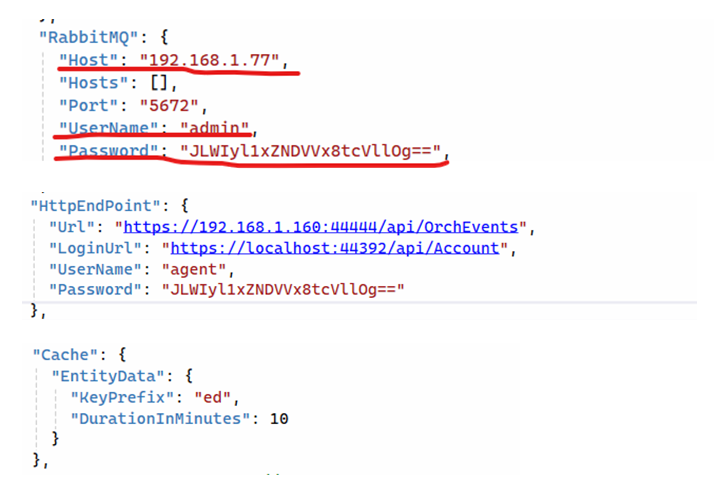 "RabbitMQ": {
"Host": "192.168.1.77",
"Hosts": [],
"Port": "5672",
"UserName": "admin",
"Password": "JLWIyl1xZNDVVx8tcVllOg==",
"HttpEndPoint": {
"Url": "https://192.168.1.160:44444/api/OrchEvents",
"LoginUrl": "https://localhost:44392/api/Account",
"UserName": "agent",
"Password": "JLWIyl1xZNDVVx8tcVllOg=="
},
"Cache": {
"EntityData": {
"KeyPrefix": "ed",
"DurationInMinutes": 10
}
},